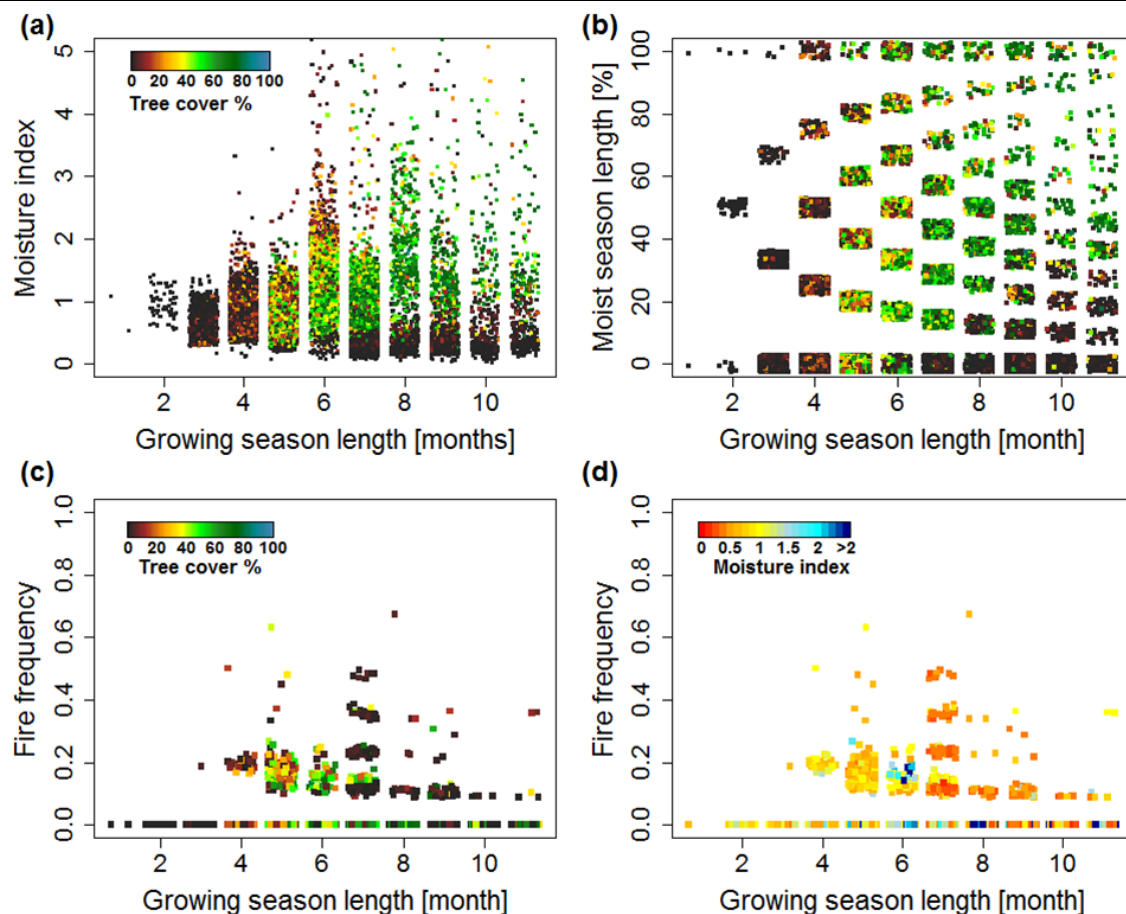 (a)
Moisture index
5
4
3
2
1
0
0 20 40 60 80 100
Tree cover %
2 4 6 8 10
Growing season length [months]
(b)
Moist season length [%]
100
80
60
40
20
0
2 4 6 8 10
Growing season length [month]
(c)
Fire frequency
1.0
0.8
0.6
0.4
0.2
0.0
0 20 40 60 80 100
Tree cover %
2 4 6 8 10
Growing season length [month]
(d)
Fire frequency
1.0
0.8
0.6
0.4
0.2
0.0
0 0.5 1 1.5 2 >2
Moisture index
2 4 6 8 10
Growing season length [month]